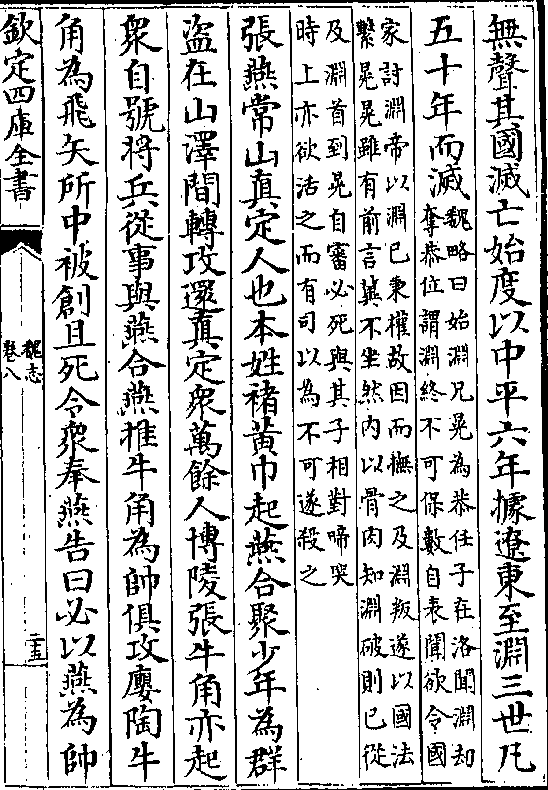 無聲其國滅亡始度以中平六年據遼東至淵三世凡
五十年而滅
魏略曰始淵兄晃為恭任子在洛聞淵刼
奪恭位謂淵終不可保數自表聞欲令國
家討淵帝以淵已秉權故因而撫之及淵叛遂以國法
繫晃晃雖有前言冀不坐然内以骨肉知淵破則已從
及淵首到晃自審必死與其子相對啼哭
時上亦欲活之而有司以為不可遂殺之
張燕常山真定人也本姓褚黄巾起燕合聚少年為群
盜在山澤間轉攻還真定衆萬餘人博陵張牛角亦起
衆自號將兵從事與燕合燕推牛角為帥俱攻廮陶牛
角為飛矢所中被創且死令衆奉燕告曰必以燕為帥
欽定四庫全書
魏志
卷八
二十五